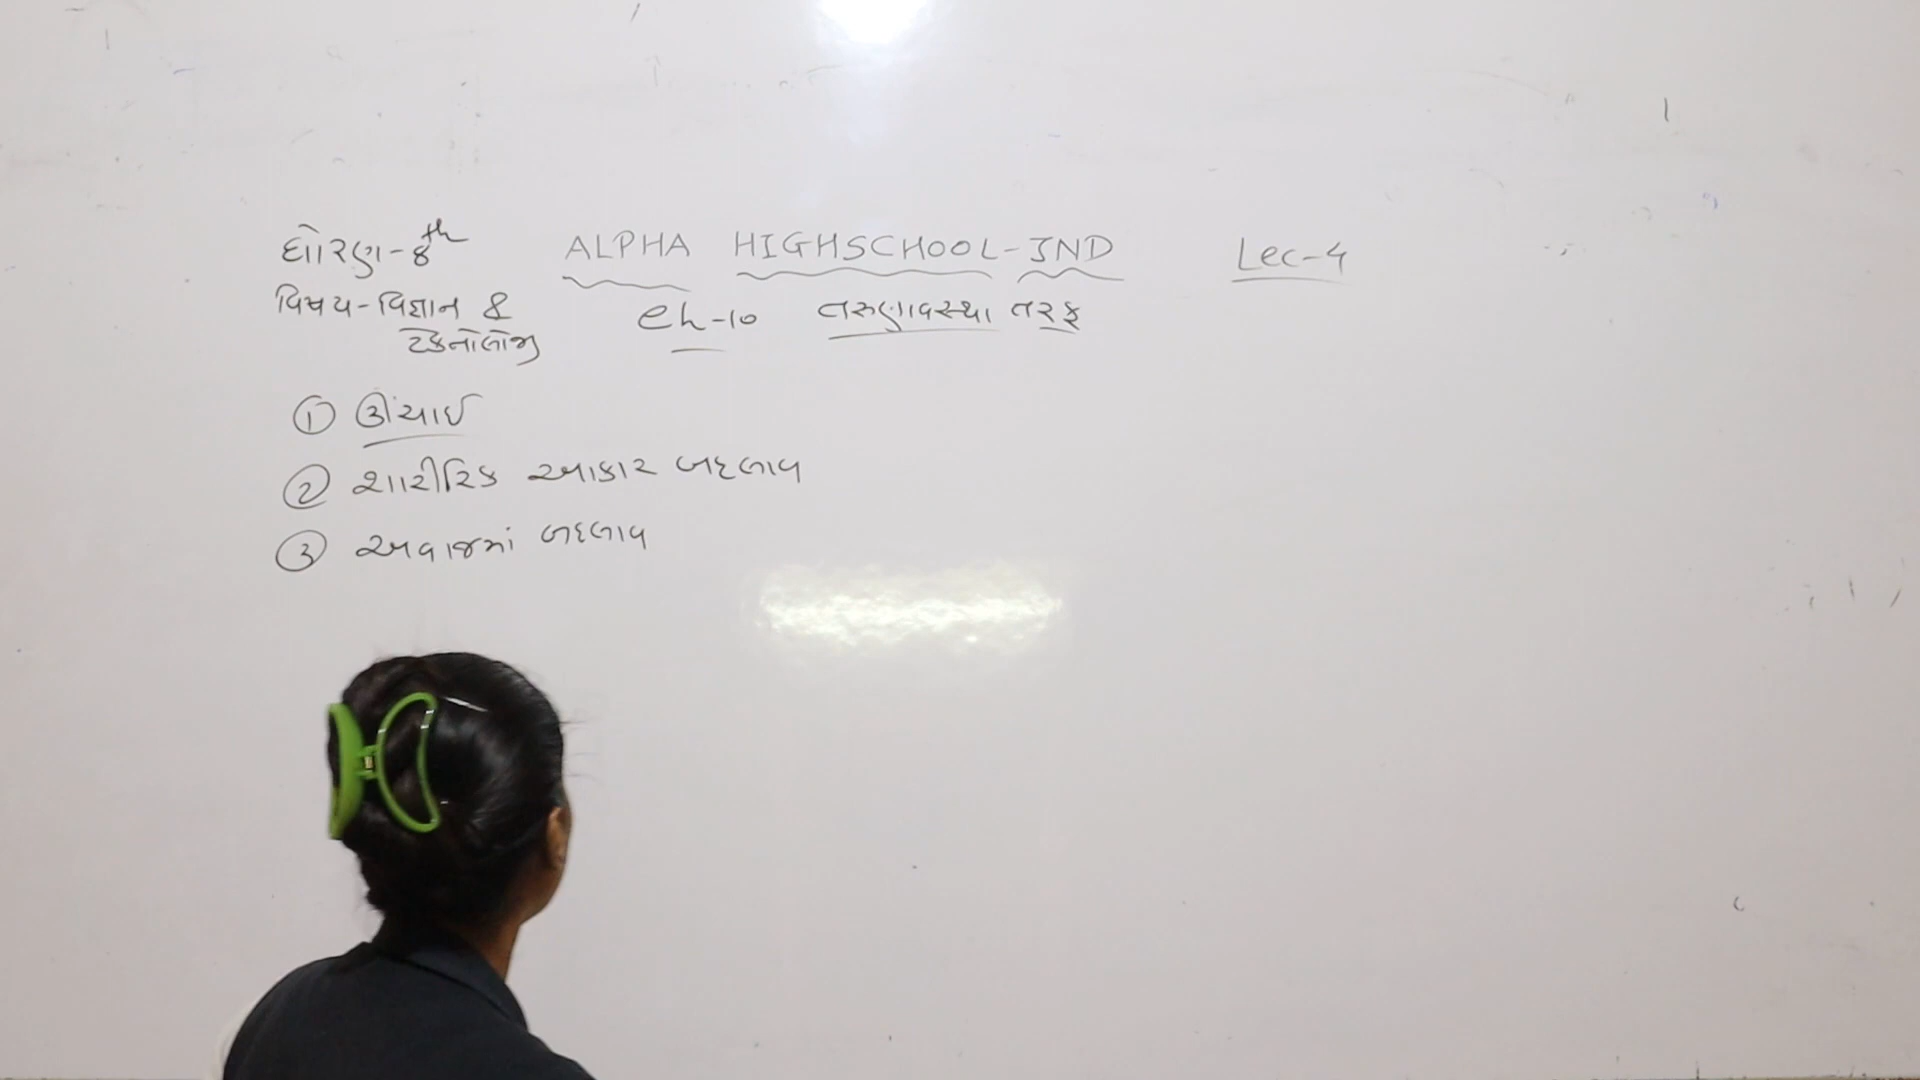 ધોરણ-8th ALPHA HIGHSCHOOL-IND Lec-4
વિષય-વિજ્ઞાન & ટેકનોલોજી
ch-10 તરુણાવસ્થા તરફ
① ઊંચાઈ
② શારીરિક આકાર બદલાવ
③ અવાજમાં બદલાવ